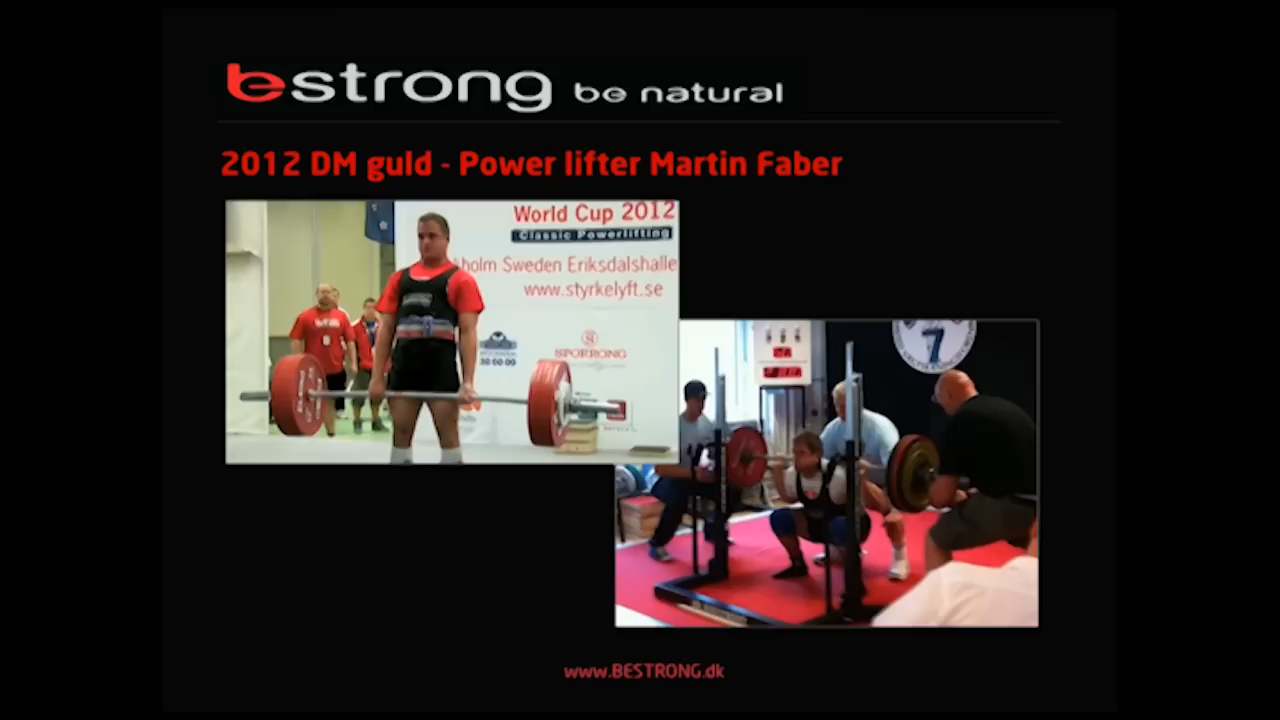 bestrong be natural
2012 DM guld - Power lifter Martin Faber
World Cup 2012
Classic Powerlifting
holm Sweden Eriksdalshalle
www.styrkelyft.se
SPORRONG
7
www.BESTRONG.dk